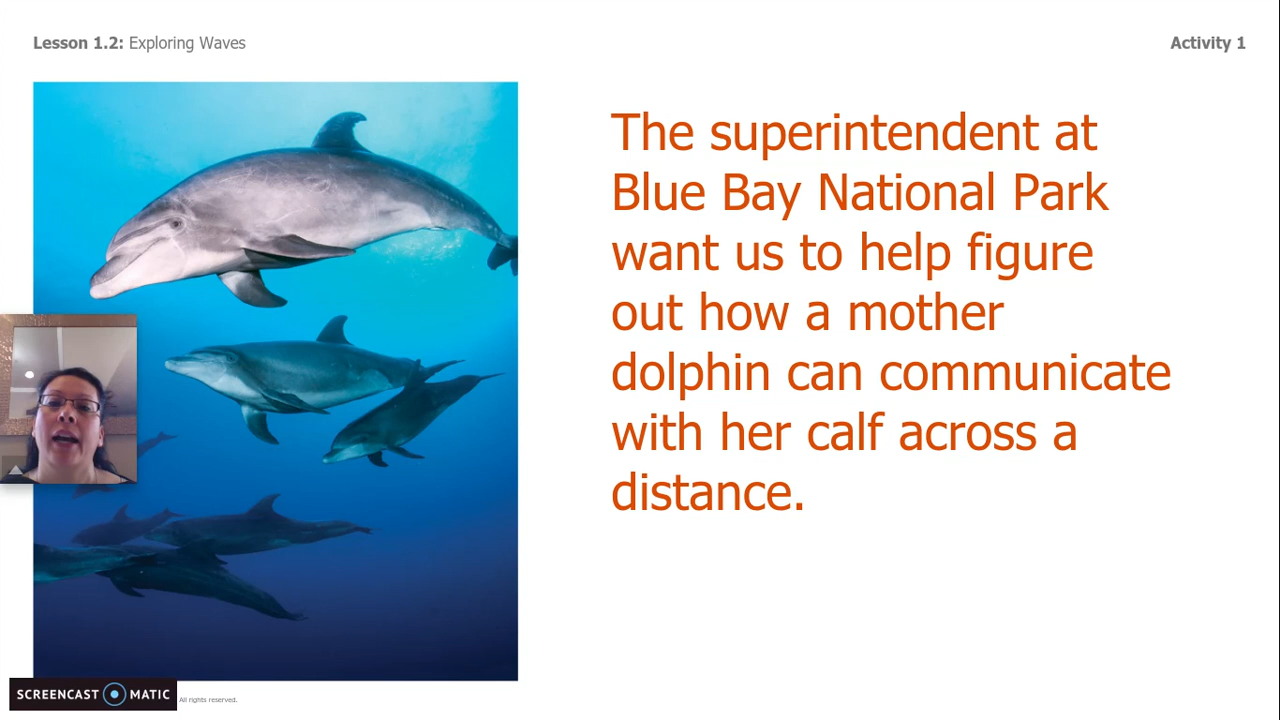 Lesson 1.2: Exploring Waves
Activity 1
The superintendent at
Blue Bay National Park
want us to help figure
out how a mother
dolphin can communicate
with her calf across a
distance.
SCREENCAST MATIC
All rights reserved.